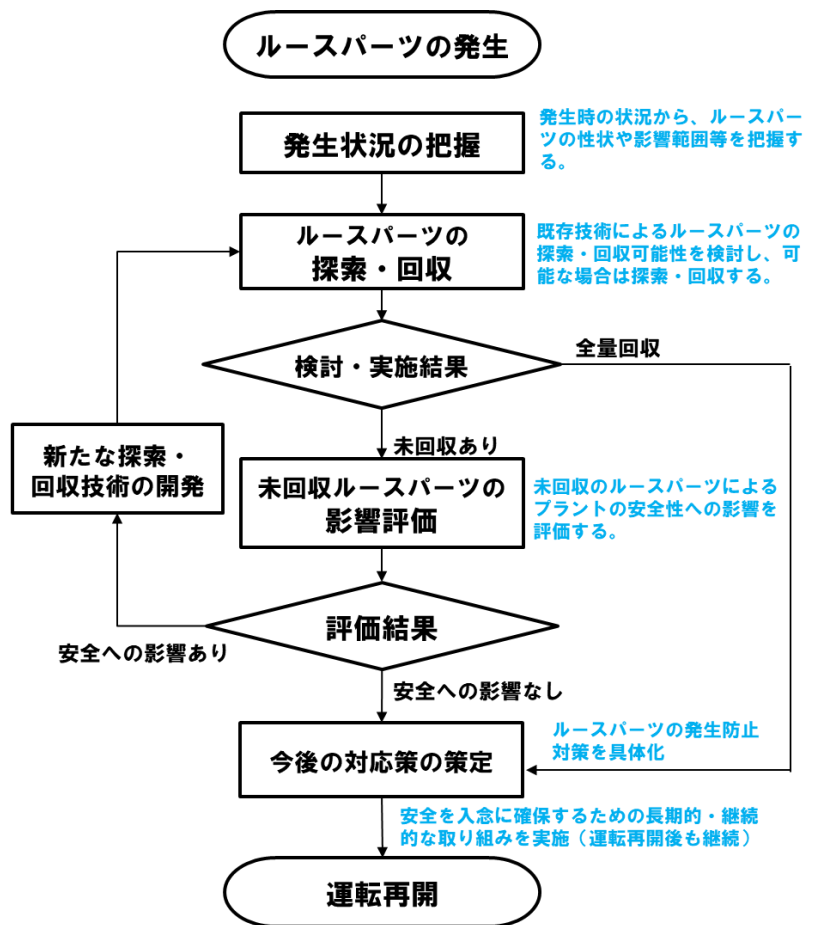 ルースパーツの発生
発生状況の把握
発生時の状況から、ルースパー
ツの性状や影響範囲等を把握す
る。
ルースパーツの
探索・回収
既存技術によるルースパーツの
探索・回収可能性を検討し、可
能な場合は探索・回収する。
検討・実施結果
全量回収
未回収あり
新たな探索・
回収技術の開発
未回収ルースパーツの
影響評価
未回収のルースパーツによる
プラントの安全性への影響を
評価する。
評価結果
安全への影響あり
安全への影響なし
今後の対応策の策定
ルースパーツの発生防止
対策を具体化
安全を入念に確保するための長期的・継続
的な取り組みを実施（運転再開後も継続）
運転再開